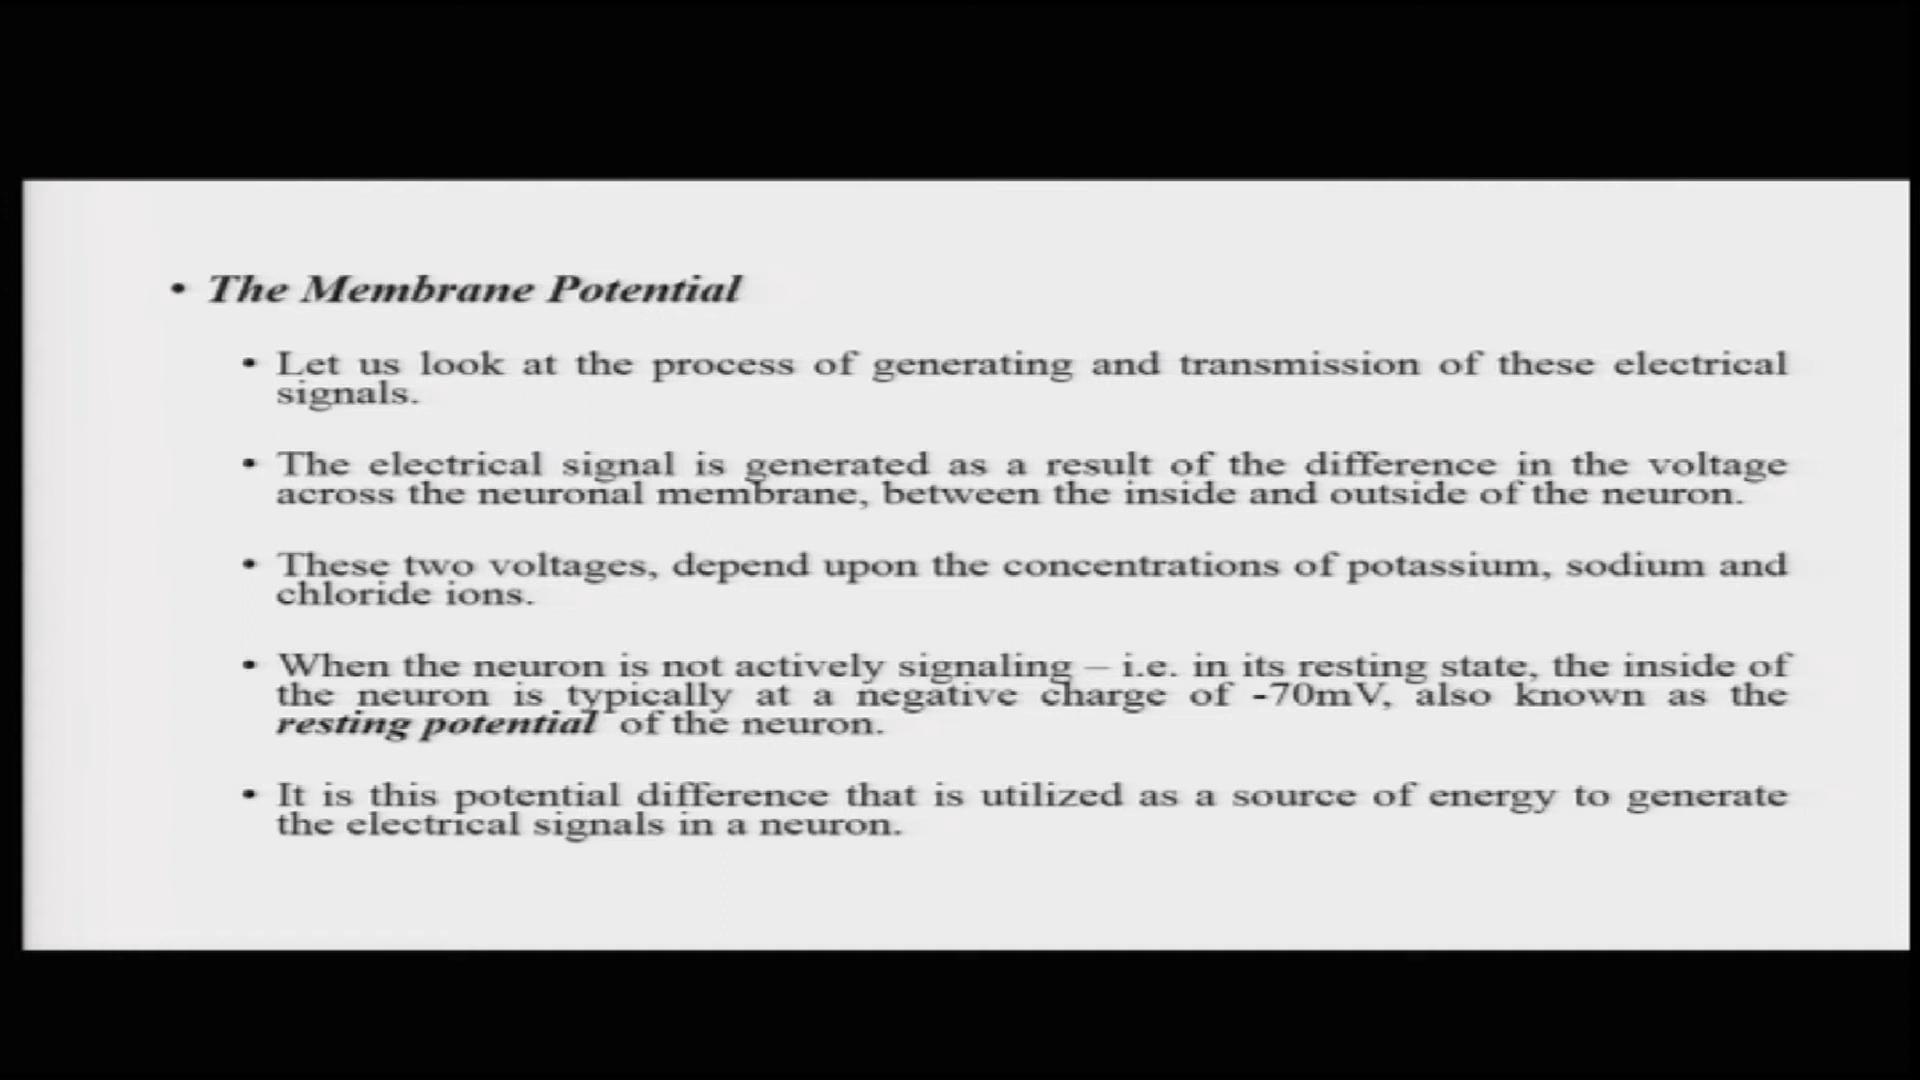 • The Membrane Potential
• Let us look at the process of generating and transmission of these electrical
signals.
• The electrical signal is generated as a result of the difference in the voltage
across the neuronal membrane, between the inside and outside of the neuron.
• These two voltages, depend upon the concentrations of potassium, sodium and
chloride ions.
• When the neuron is not actively signaling – i.e. in its resting state, the inside of
the neuron is typically at a negative charge of -70mV, also known as the
resting potential of the neuron.
• It is this potential difference that is utilized as a source of energy to generate
the electrical signals in a neuron.